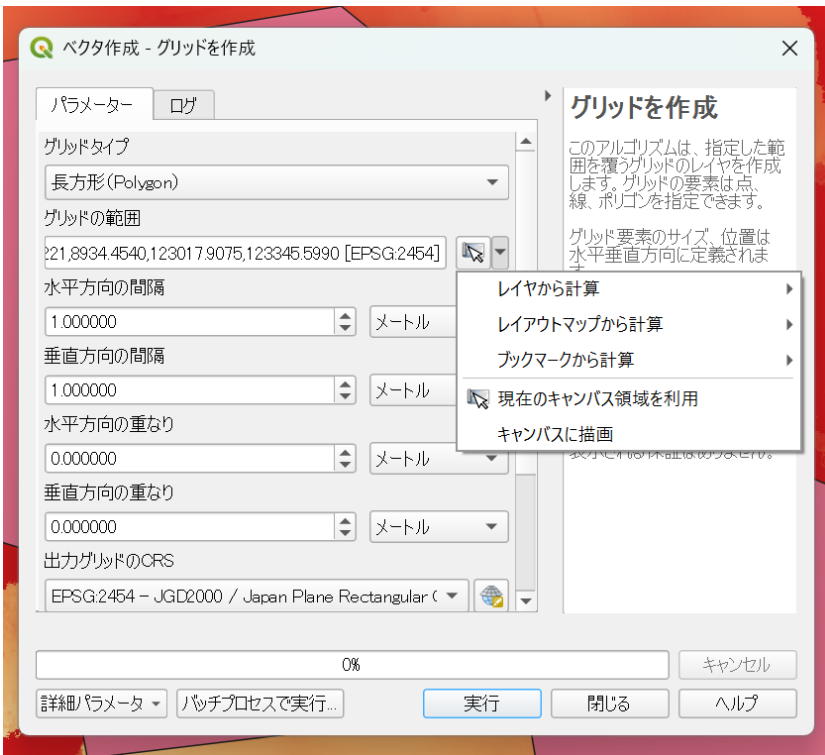 ベクタ作成 - グリッドを作成
パラメーター
ログ
グリッドタイプ
長方形(Polygon)
グリッドの範囲
221,8934.4540,123017.9075,123345.5990 [EPSG:2454]
水平方向の間隔
1.000000
メートル
垂直方向の間隔
1.000000
メートル
水平方向の重なり
0.000000
メートル
垂直方向の重なり
0.000000
メートル
出力グリッドのCRS
EPSG:2454 – JGD2000 / Japan Plane Rectangular
グリッドを作成
このアルゴリズムは、指定した範
囲を覆うグリッドのレイヤを作成
します。グリッドの要素は点、
線、ポリゴンを指定できます。
グリッド要素のサイズ、位置は
水平垂直方向に定義されま
レイヤから計算
レイアウトマップから計算
ブックマークから計算
現在のキャンバス領域を利用
キャンバスに描画
0%
キャンセル
詳細パラメータ
バッチプロセスで実行...
実行
閉じる
ヘルプ